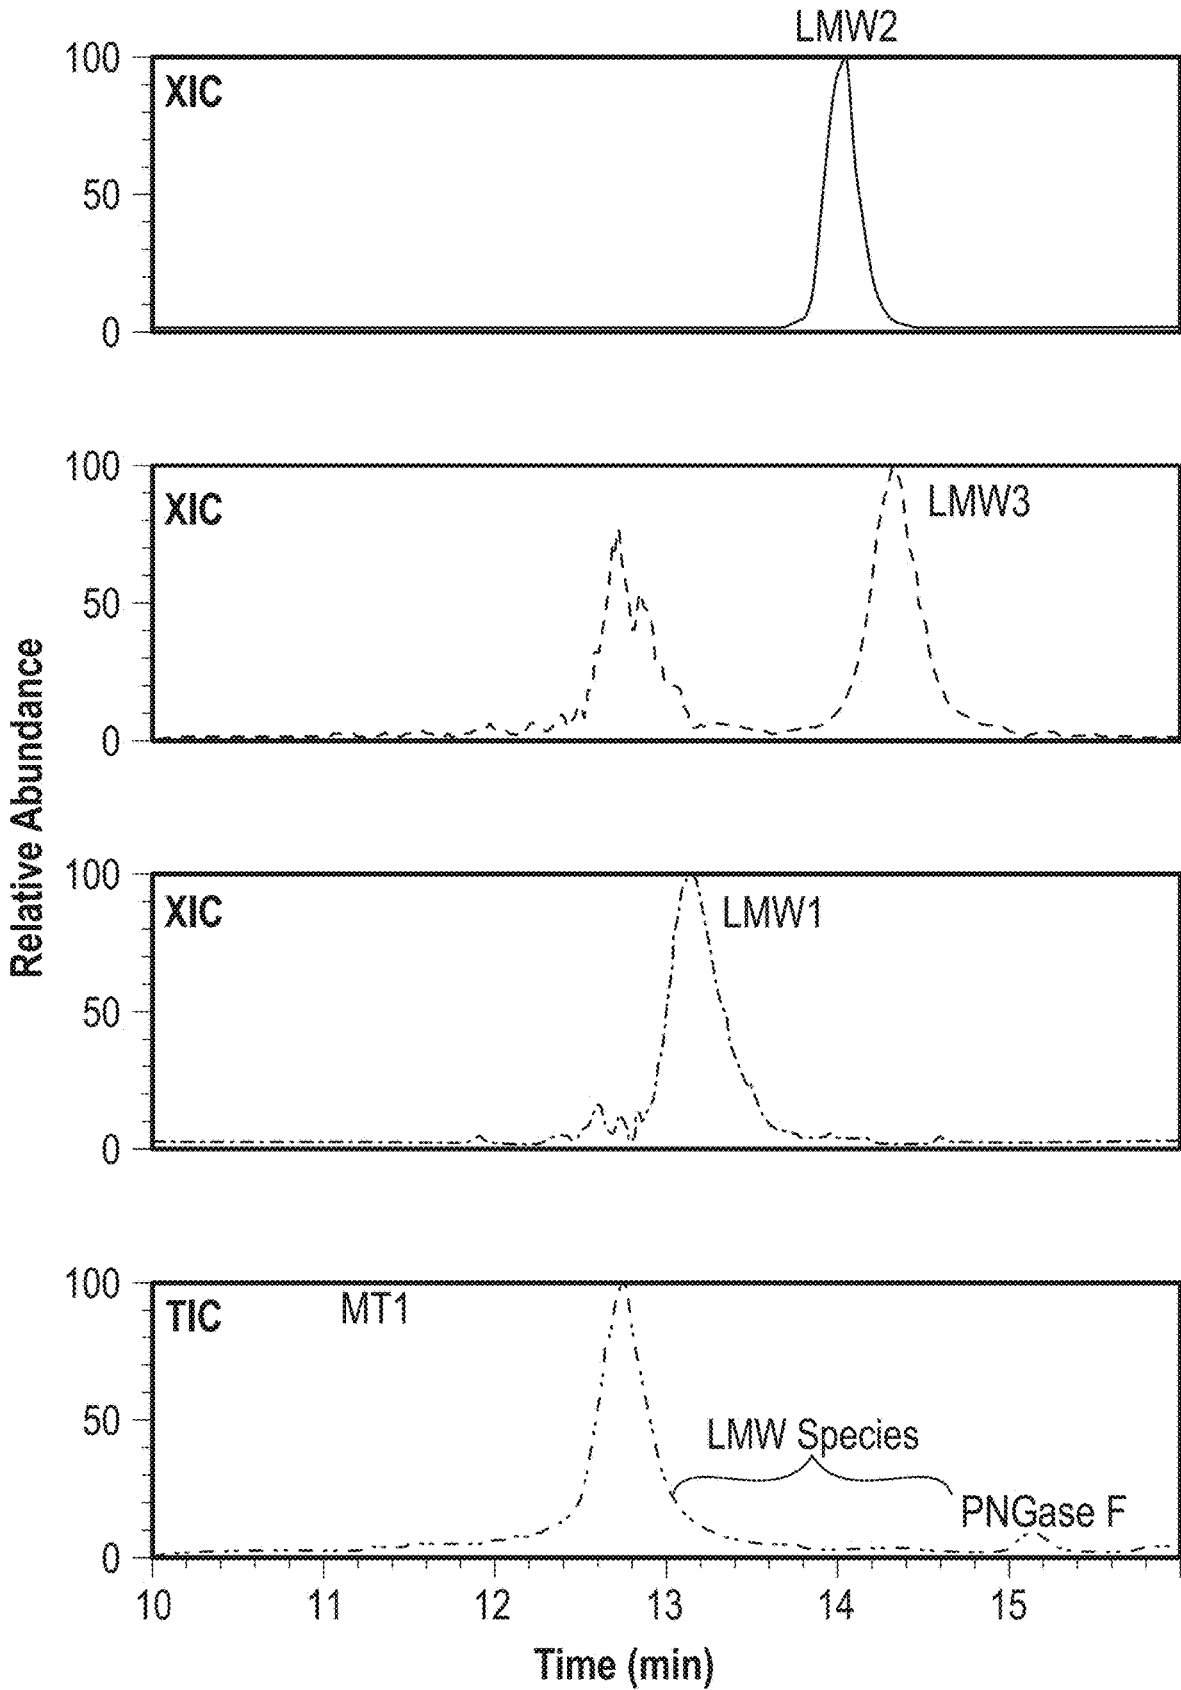 LMW2
100
XIC
50
0
100
XIC
LMW3
50
0
Relative Abundance
100
XIC
LMW1
50
0
100
TIC
MT1
50
LMW Species
PNGase F
0
10 11 12 13 14 15
Time (min)